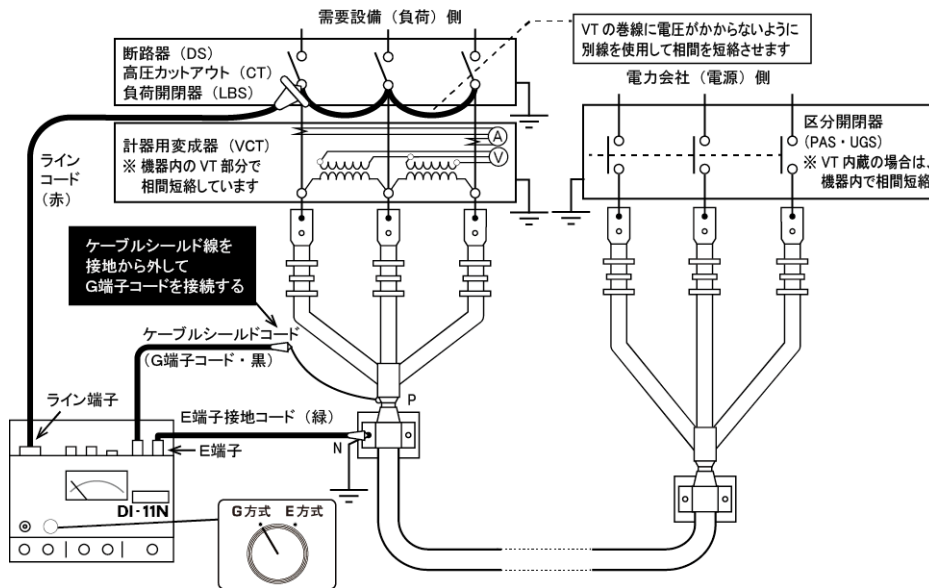 需要設備（負荷）側
断路器（DS）
高圧カットアウト（CT）
負荷開閉器（LBS）
VT の巻線に電圧がかからないように
別線を使用して相間を短絡させます
電力会社（電源）側
計器用変成器（VCT）
※ 機器内の VT 部分で
相間短絡しています
A
V
区分開閉器
（PAS・UGS）
※ VT 内蔵の場合は、
機器内で相間短絡
ライン
コード
（赤）
ケーブルシールド線を
接地から外して
G端子コードを接続する
ケーブルシールドコード
（G端子コード・黒）
P
ライン端子
E端子接地コード（緑）
N
E端子
DI-11N
G方式 E方式